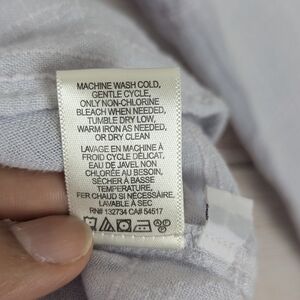 MACHINE WASH COLD,
GENTLE CYCLE,
ONLY NON-CHLORINE
BLEACH WHEN NEEDED,
TUMBLE DRY LOW,
WARM IRON AS NEEDED,
OR DRY CLEAN
LAVAGE EN MACHINE À
FROID CYCLE DÉLICAT,
EAU DE JAVEL NON
CHLORÉE AU BESOIN,
SÉCHER À BASSE
TEMPERATURE,
FER CHAUD SI NÉCESSAIRE,
LAVABLE À SEC
RN# 132734 CA# 54517